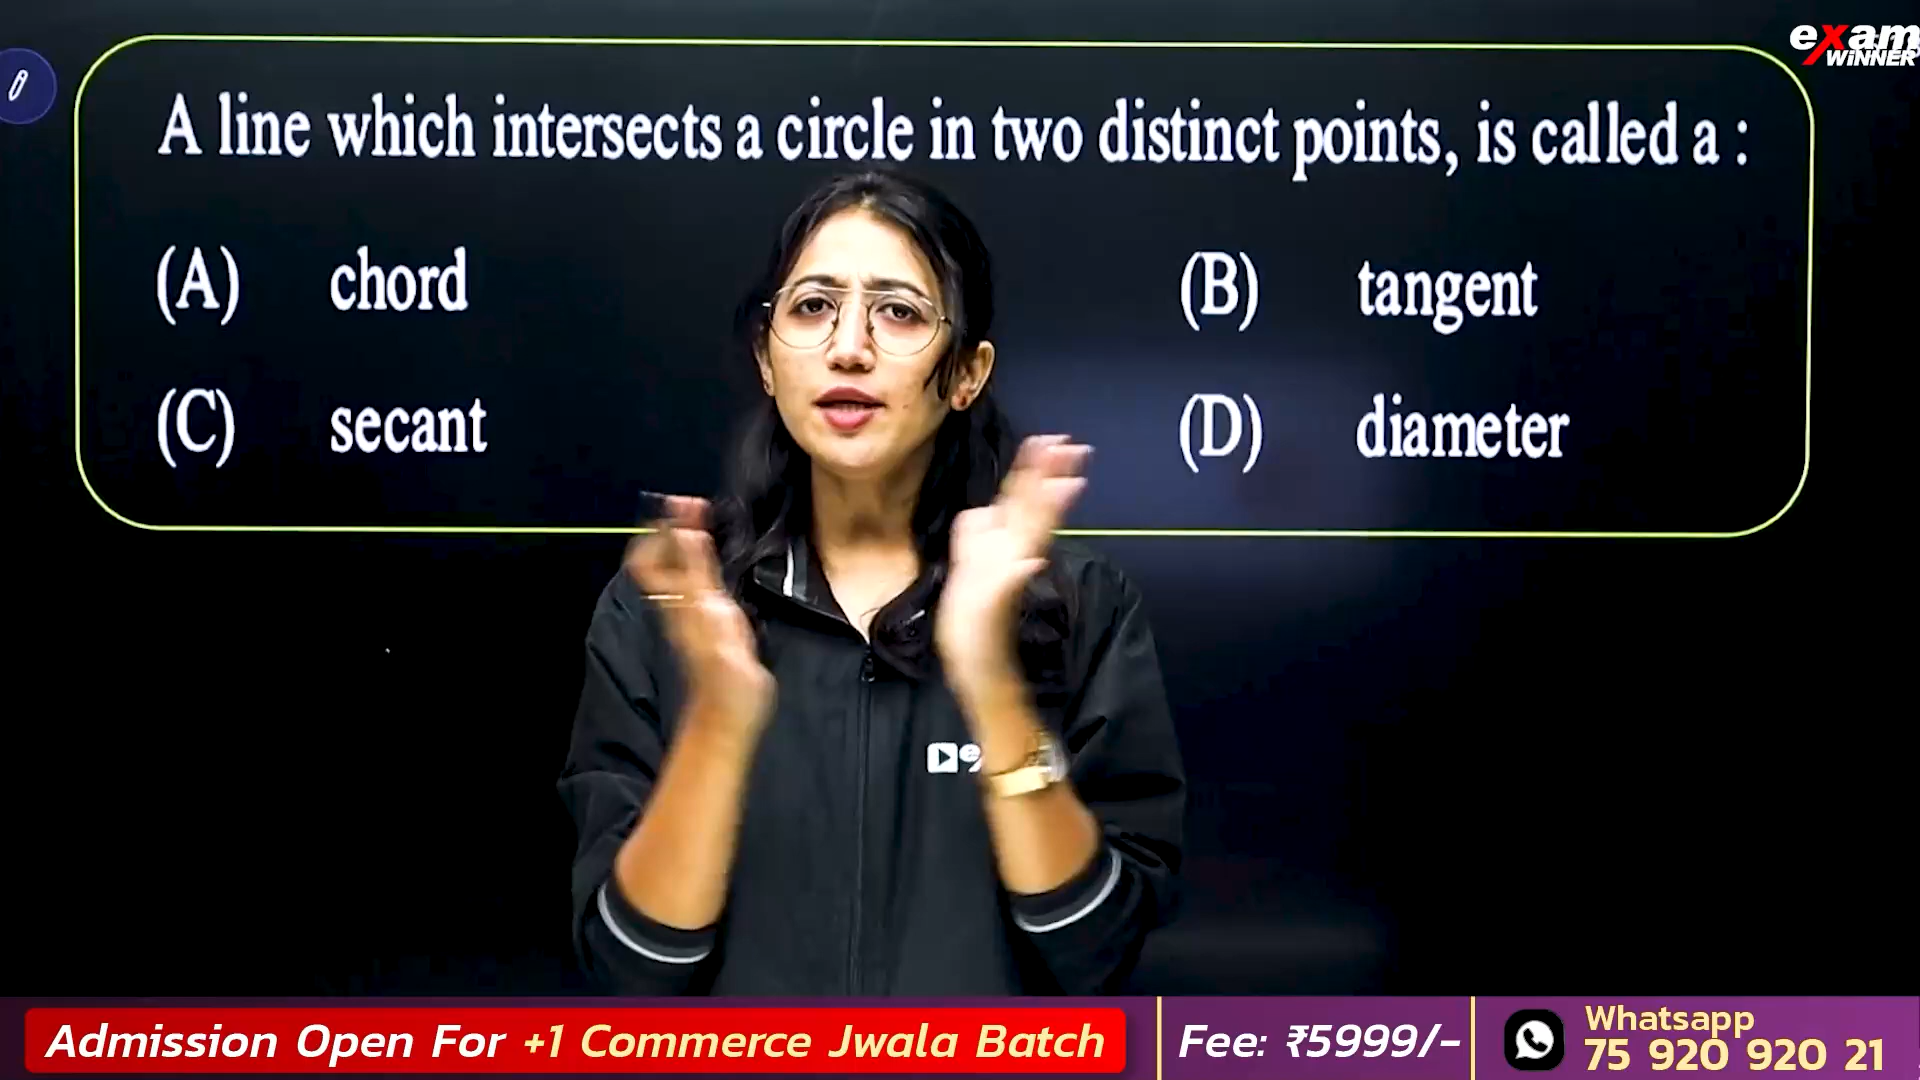 exam
WINNER
A line which intersects a circle in two distinct points, is called a :
(A) chord
(B) tangent
(C) secant
(D) diameter
Admission Open For +1 Commerce Jwala Batch
Fee: ₹5999/-
Whatsapp
75 920 920 21